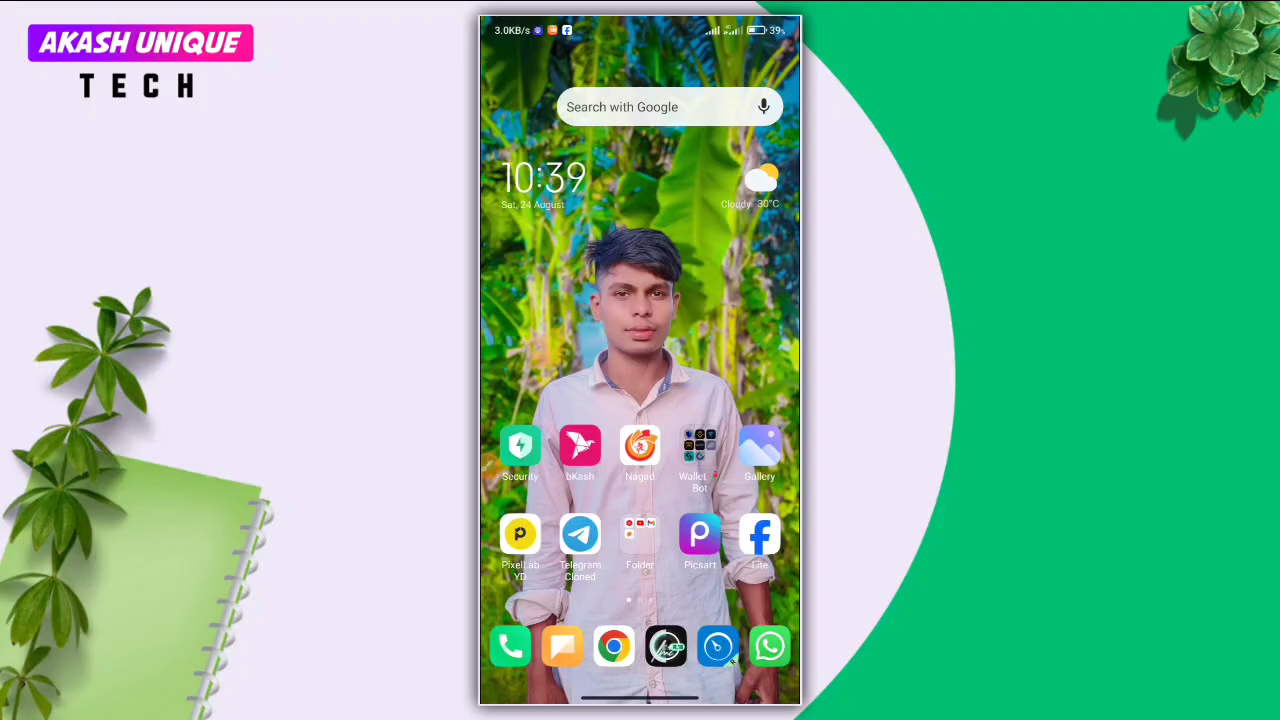 AKASH UNIQUE
TECH
3.0KB/s
39%
Search with Google
10:39
Sat, 24 August
Cloudy 30°C
Security
bKash
Nagad
Wallet
Bot
Gallery
PixelLab
YD
Telegram
Cloned
Folder
Picsart
Lite